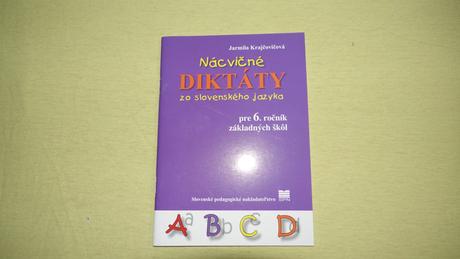 Jarmila Krajčovičová
Nácvičné
DIKTÁTY
zo slovenského jazyka
pre 6. ročník
základných škôl
Slovenské pedagogické nakladateľstvo
A a B b C c D d